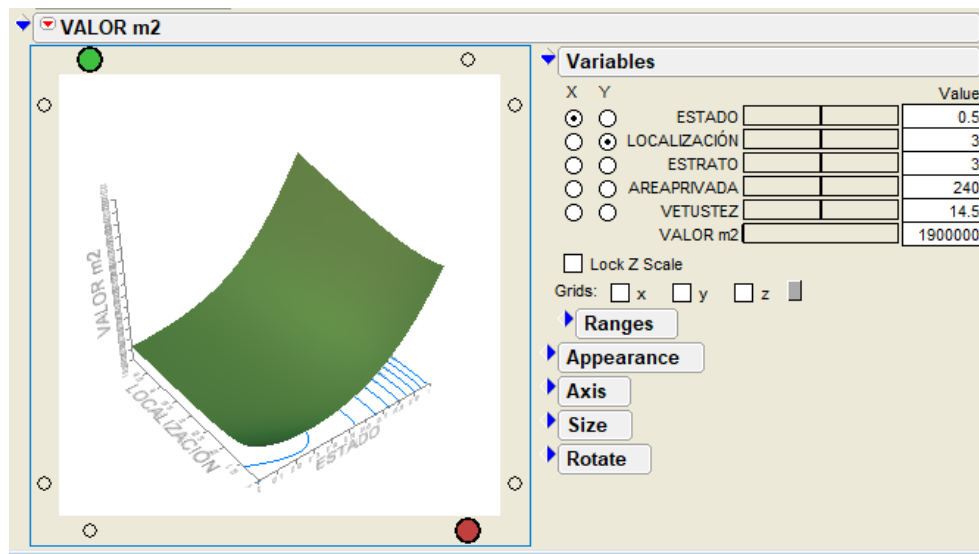 VALOR m2
Variables
X Y Value
ESTADO 0.5
LOCALIZACIÓN 3
ESTRATO 3
AREAPRIVADA 240
VETUSTEZ 14.5
VALOR m2 1900000
Lock Z Scale
Grids: x y z
Ranges
Appearance
Axis
Size
Rotate
VALOR m2
LOCALIZACIÓN
ESTADO